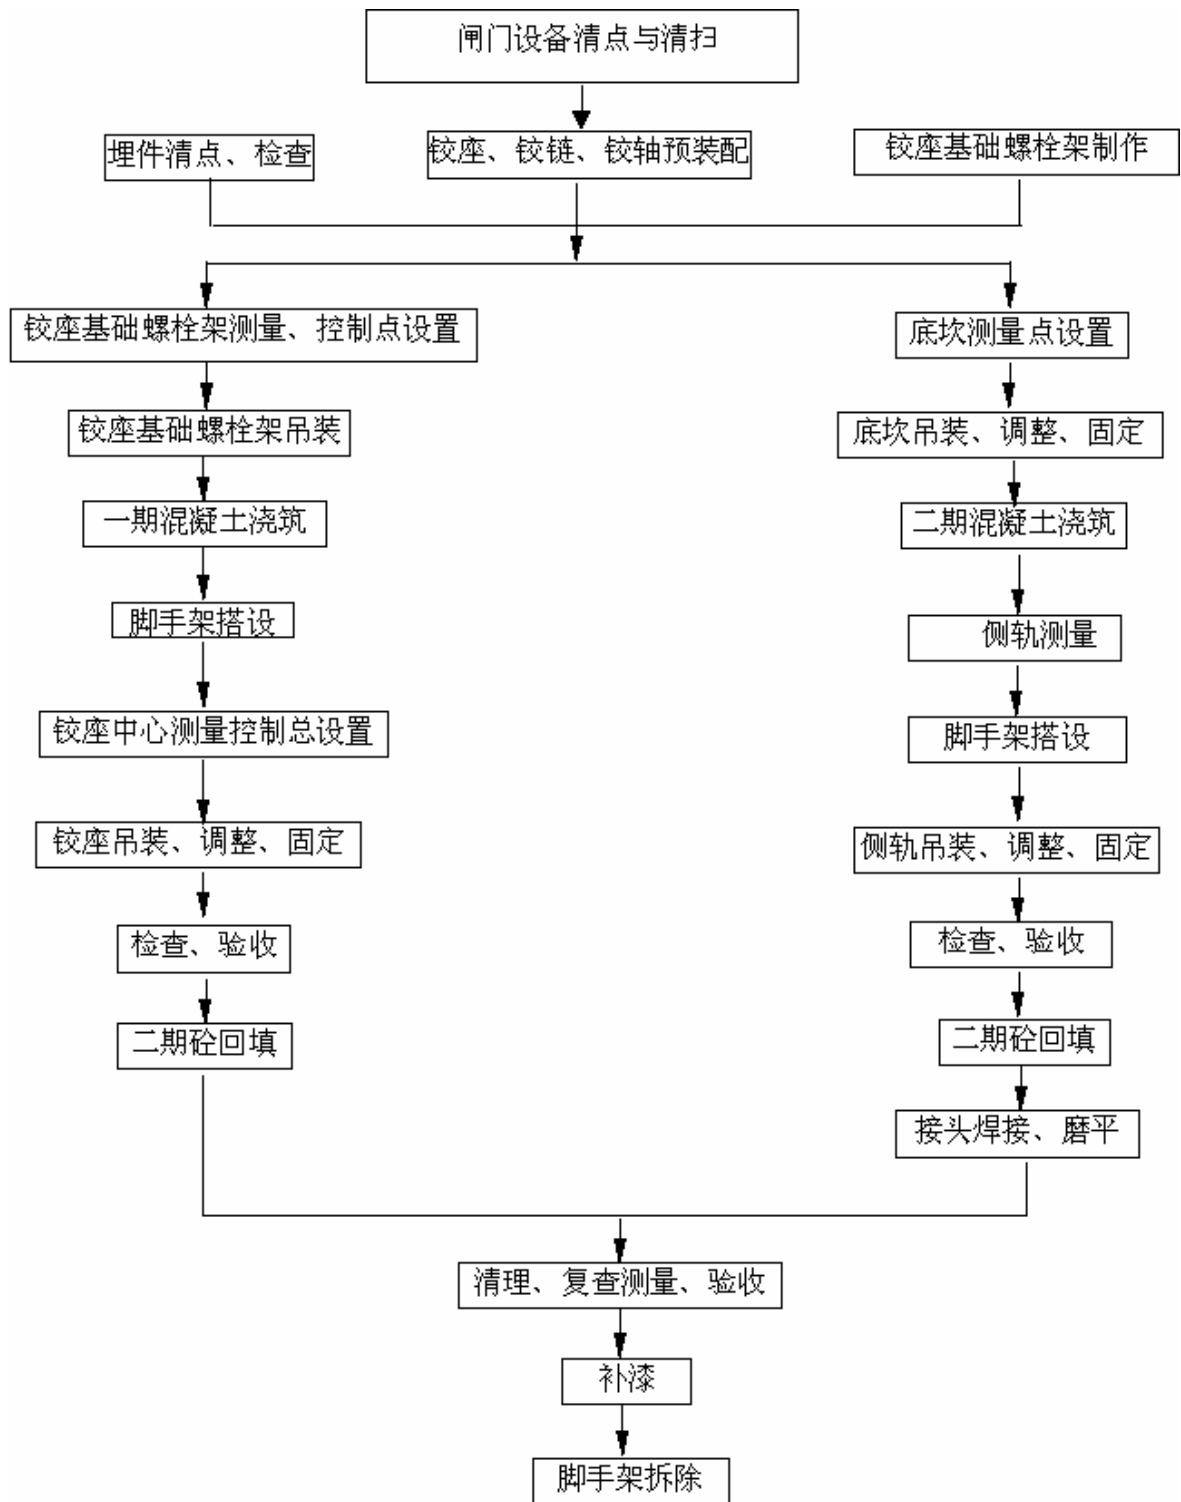 闸门设备清点与清扫
埋件清点、检查
铰座、铰链、铰轴预装配
铰座基础螺栓架制作
铰座基础螺栓架测量、控制点设置
底坎测量点设置
铰座基础螺栓架吊装
底坎吊装、调整、固定
一期混凝土浇筑
二期混凝土浇筑
脚手架搭设
侧轨测量
铰座中心测量控制总设置
脚手架搭设
铰座吊装、调整、固定
侧轨吊装、调整、固定
检查、验收
检查、验收
二期砼回填
二期砼回填
接头焊接、磨平
清理、复查测量、验收
补漆
脚手架拆除